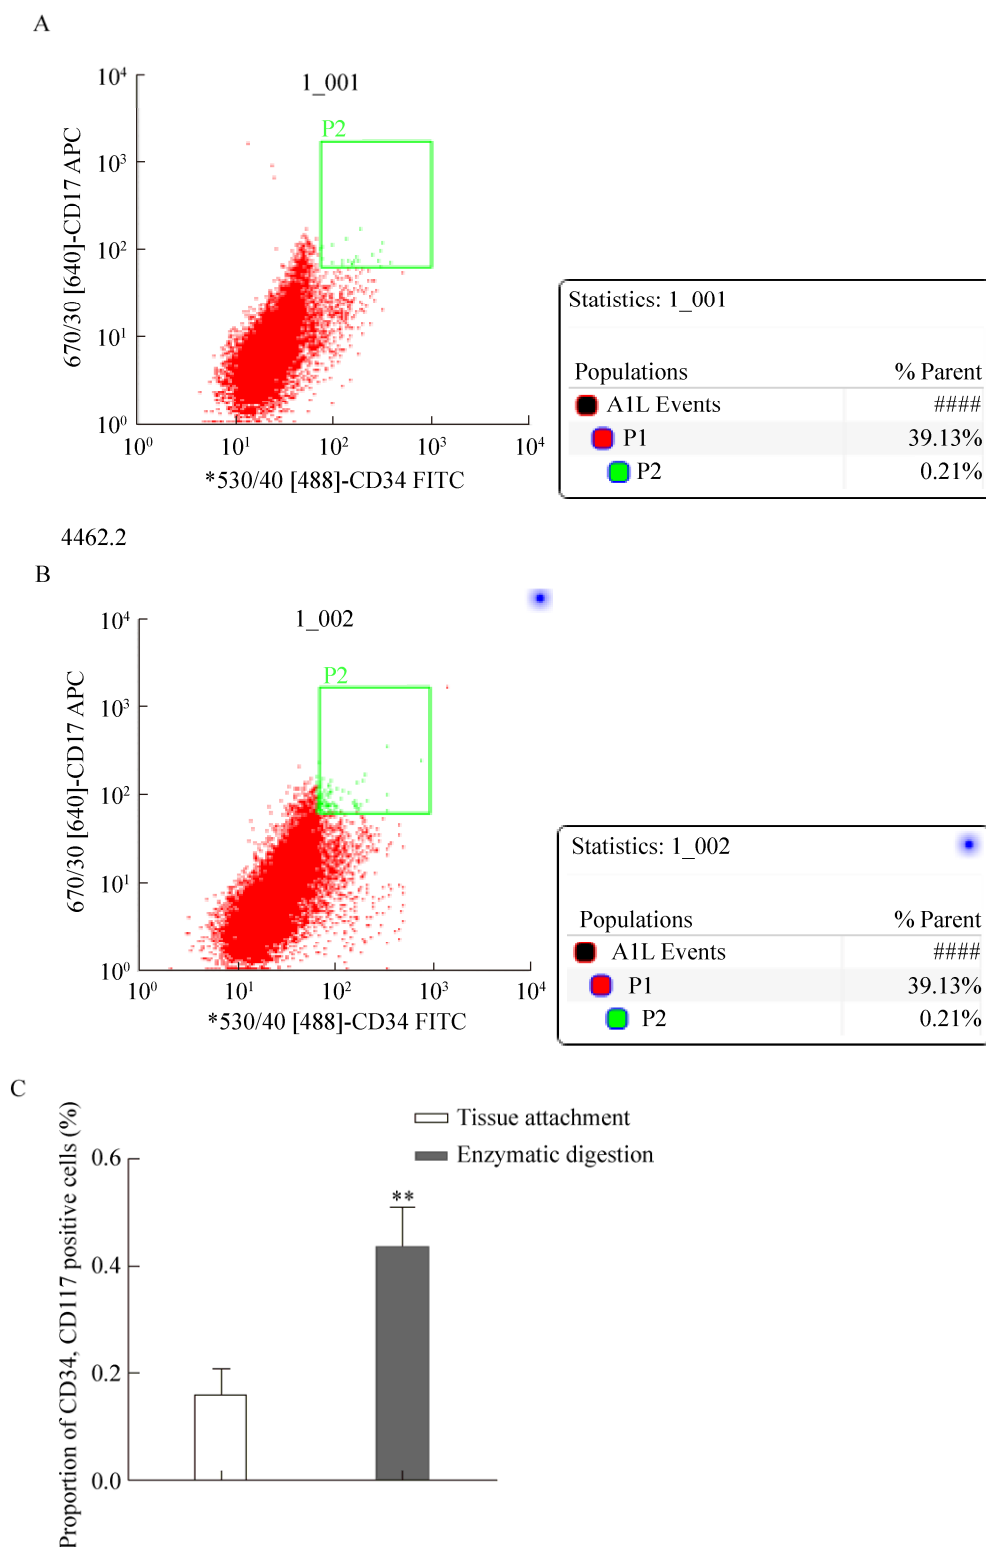 A
1_001
P2
10⁴
10³
10²
10¹
10⁰
670/30 [640]-CD17 APC
10⁰ 10¹ 10² 10³ 10⁴
*530/40 [488]-CD34 FITC
Statistics: 1_001
Populations % Parent
A1L Events ####
P1 39.13%
P2 0.21%
4462.2
B
1_002
P2
10⁴
10³
10²
10¹
10⁰
670/30 [640]-CD17 APC
10⁰ 10¹ 10² 10³ 10⁴
*530/40 [488]-CD34 FITC
Statistics: 1_002
Populations % Parent
A1L Events ####
P1 39.13%
P2 0.21%
C
Tissue attachment
Enzymatic digestion
Proportion of CD34, CD117 positive cells (%)
0.6
0.4
0.2
0.0
**